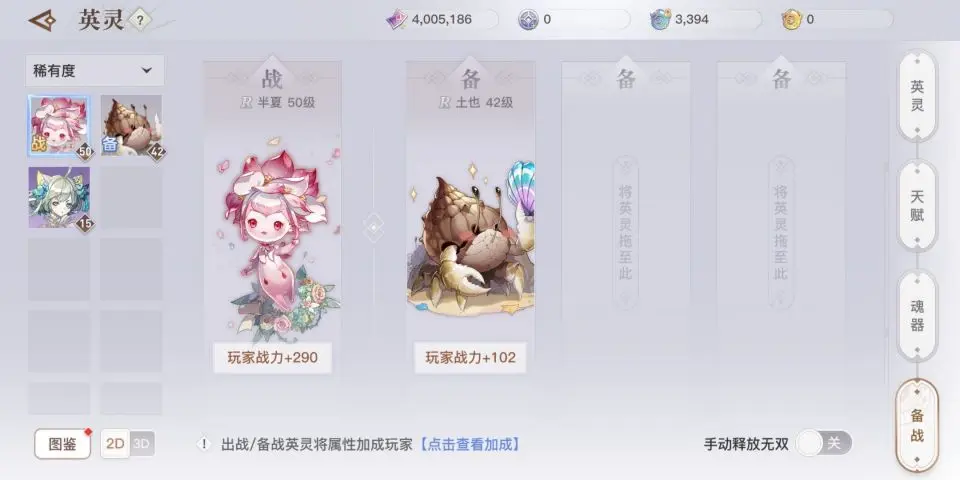 英灵 ?
4,005,186
0
3,394
0
稀有度
战 50
备 42
15
战
R 半夏 50级
玩家战力+290
备
R 土也 42级
玩家战力+102
备
将英灵拖至此
备
将英灵拖至此
英灵
天赋
魂器
备战
图鉴
2D 3D
! 出战/备战英灵将属性加成玩家【点击查看加成】
手动释放无双 关